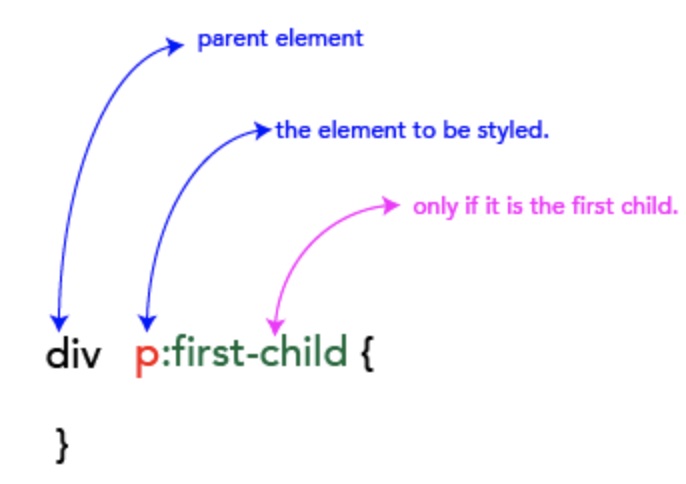 parent element
the element to be styled.
only if it is the first child.
div p:first-child {
}